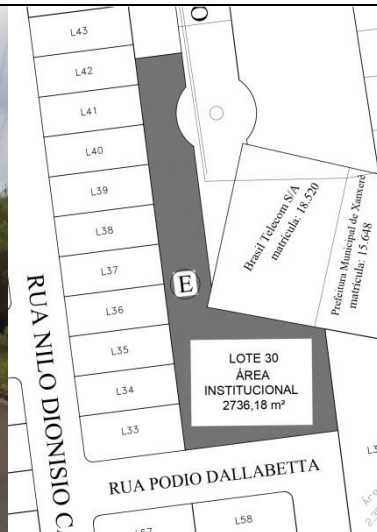 L43
L42
L41
L40
L39
L38
L37
L36
L35
L34
L33
E
O
Brasil Telecom S/A
matrícula: 18.520
Prefeitura Municipal de Xanxerê
matrícula: 15.648
LOTE 30
ÁREA
INSTITUCIONAL
2736,18 m²
RUA NILO DIONISIO C
RUA PODIO DALLABETTA
L57
L58